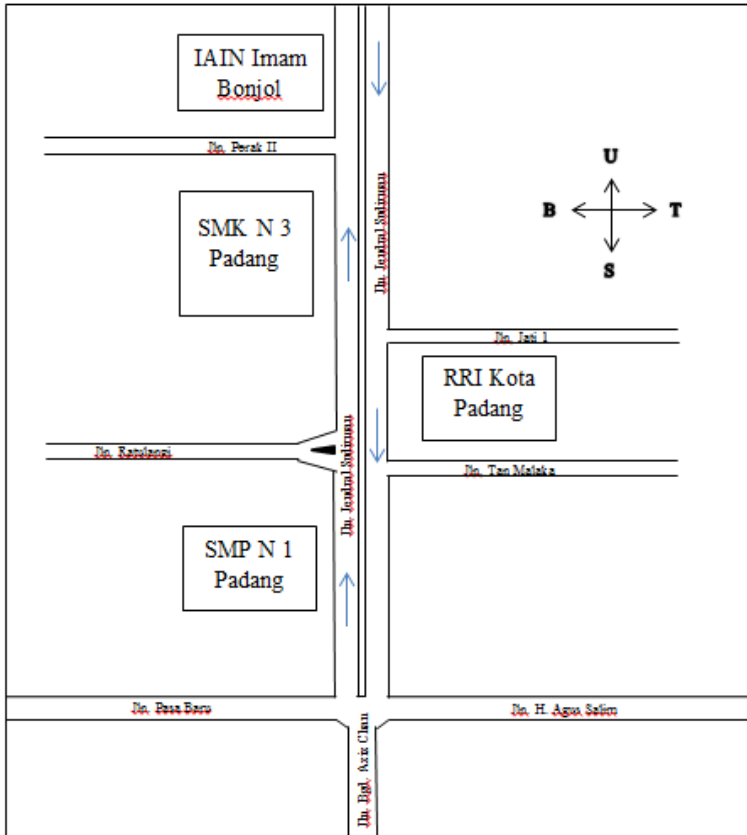 IAIN Imam
Bonjol
Jln. Perak II
U
B
T
S
SMK N 3
Padang
Jln. Jendral Sudirman
Jln. Jati 1
RRI Kota
Padang
Jln. Ratulangi
Jln. Tan Malaka
Jln. Jendral Sudirman
SMP N 1
Padang
Jln. Pasa Baru
Jln. H. Agus Salim
Jln. Bgd. Aziz Chan